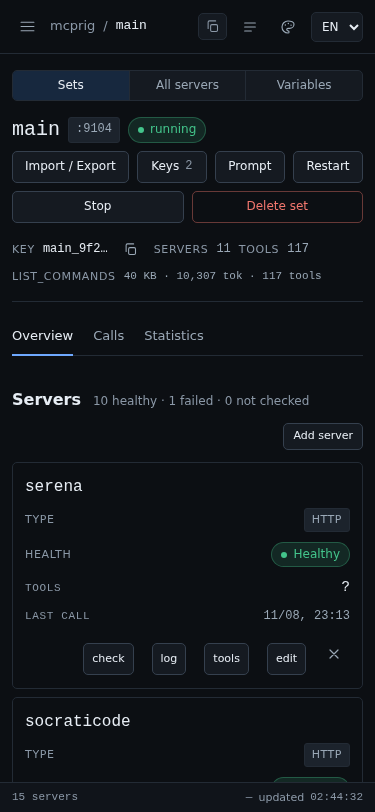 mcprig / main
EN
Sets
All servers
Variables
main :9104 running
Import / Export
Keys 2
Prompt
Restart
Stop
Delete set
KEY main_9f2… SERVERS 11 TOOLS 117
LIST_COMMANDS 40 KB · 10,307 tok · 117 tools
Overview
Calls
Statistics
Servers 10 healthy · 1 failed · 0 not checked
Add server
serena
TYPE HTTP
HEALTH Healthy
TOOLS ?
LAST CALL 11/08, 23:13
check
log
tools
edit
socraticode
TYPE HTTP
15 servers — updated 02:44:32